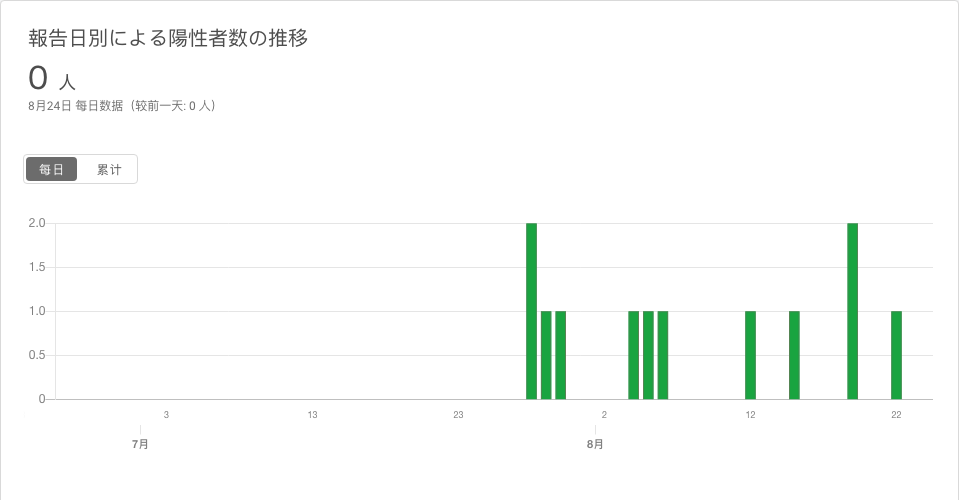 報告日別による陽性者数の推移
0 人
8月24日 每日数据（较前一天: 0 人）
每日 累计
2.0
1.5
1.0
0.5
0
3 13 23 2 12 22
7月 8月